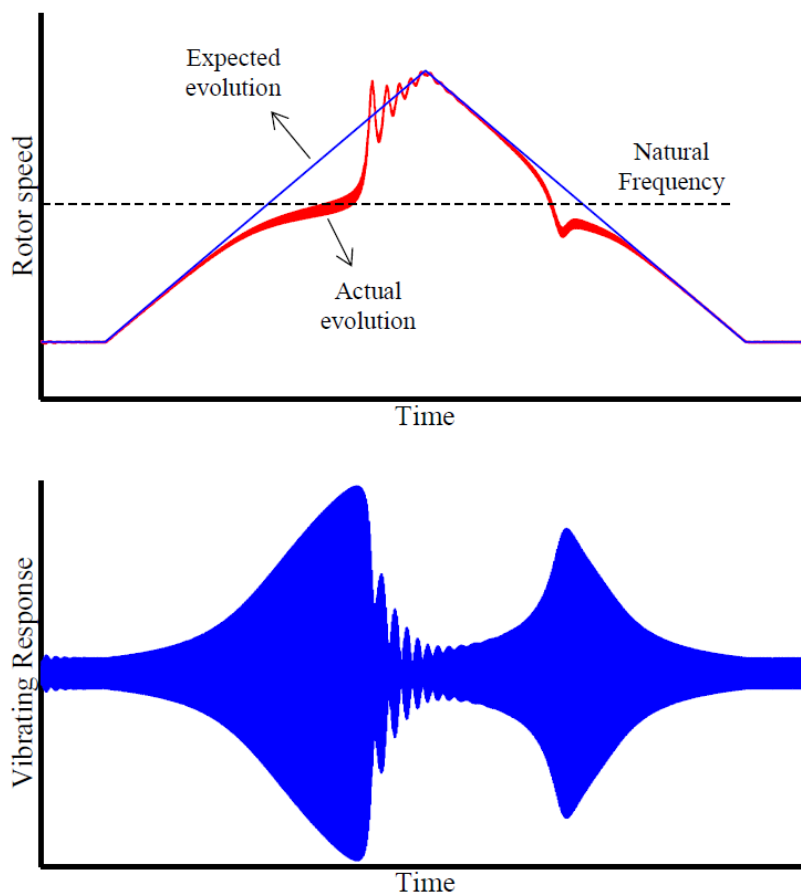 Expected
evolution
Natural
Frequency
Rotor speed
Actual
evolution
Time
Vibrating Response
Time